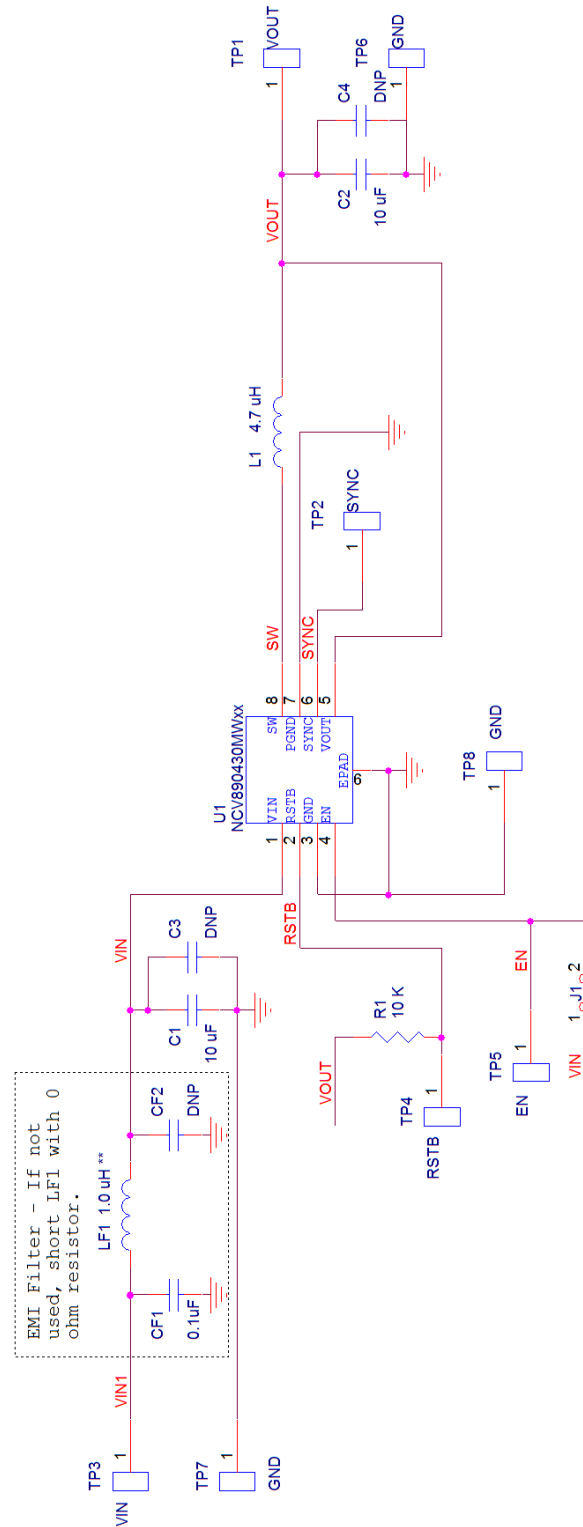 EMI Filter - If not
used, short LF1 with 0
ohm resistor.
TP3
VIN
1
VIN1
CF1
0.1uF
LF1 1.0 uH **
CF2
DNP
TP7
GND
1
VIN
C1
10 uF
C3
DNP
VOUT
R1
10 K
TP4
RSTB
1
RSTB
TP5
EN
1
EN
VIN
1
J1
2
U1
NCV890430MWxx
1
VIN
2
RSTB
3
GND
4
EN
8
SW
7
PGND
6
SYNC
5
VOUT
EPAD
6
TP8
GND
1
SW
SYNC
TP2
SYNC
1
L1
4.7 uH
VOUT
C2
10 uF
C4
DNP
TP1
VOUT
1
TP6
GND
1